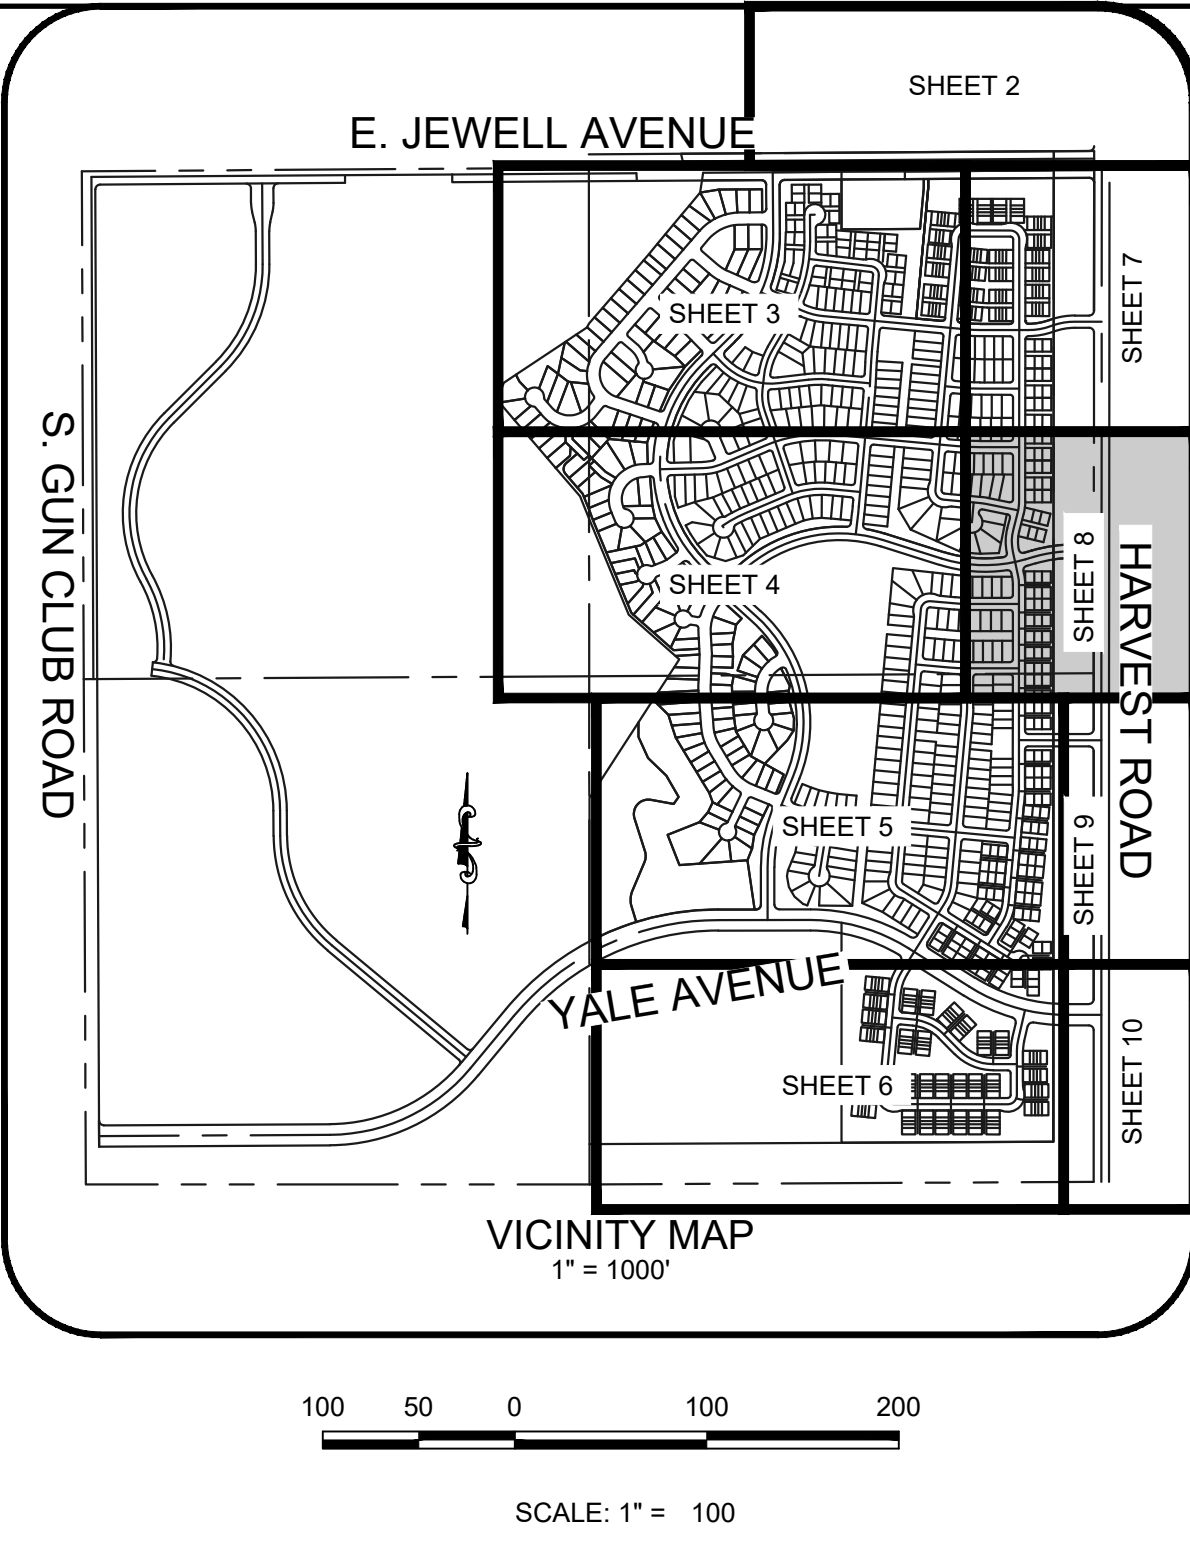 SHEET 2
E. JEWELL AVENUE
SHEET 7
SHEET 3
S. GUN CLUB ROAD
SHEET 8
HARVEST ROAD
SHEET 4
SHEET 5
SHEET 9
YALE AVENUE
SHEET 10
SHEET 6
VICINITY MAP
1" = 1000'
100 50 0 100 200
SCALE: 1" = 100